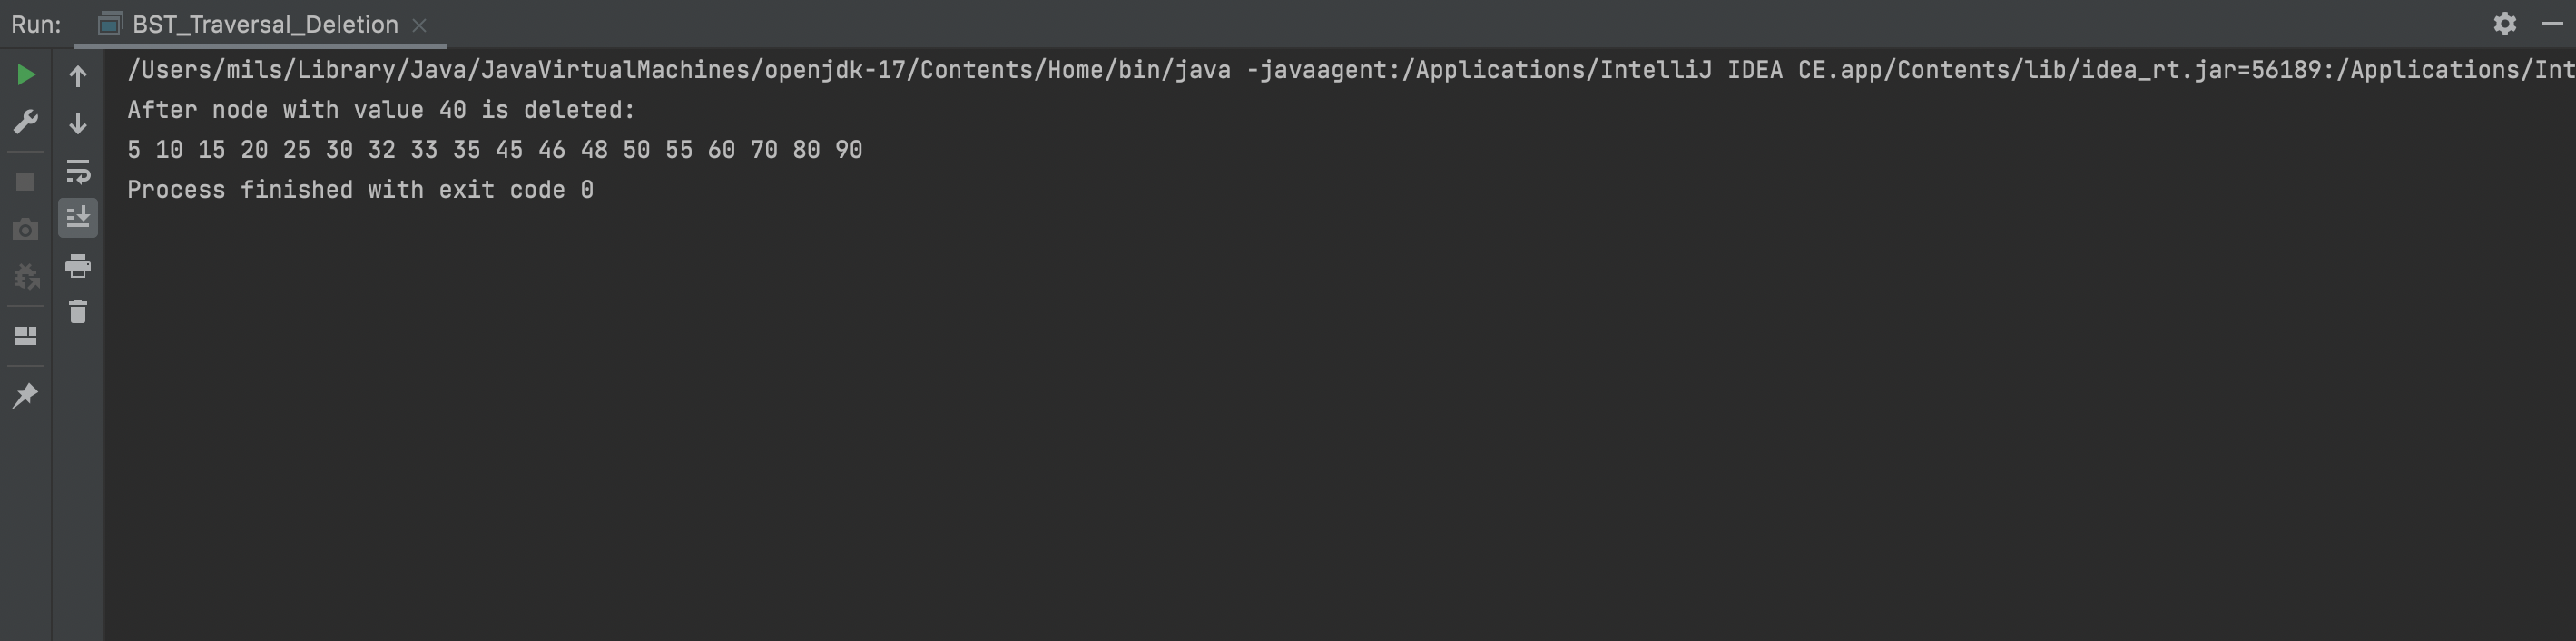 Run: BST_Traversal_Deletion
/Users/mils/Library/Java/JavaVirtualMachines/openjdk-17/Contents/Home/bin/java -javaagent:/Applications/IntelliJ IDEA CE.app/Contents/lib/idea_rt.jar=56189:/Applications/Int
After node with value 40 is deleted:
5 10 15 20 25 30 32 33 35 45 46 48 50 55 60 70 80 90
Process finished with exit code 0